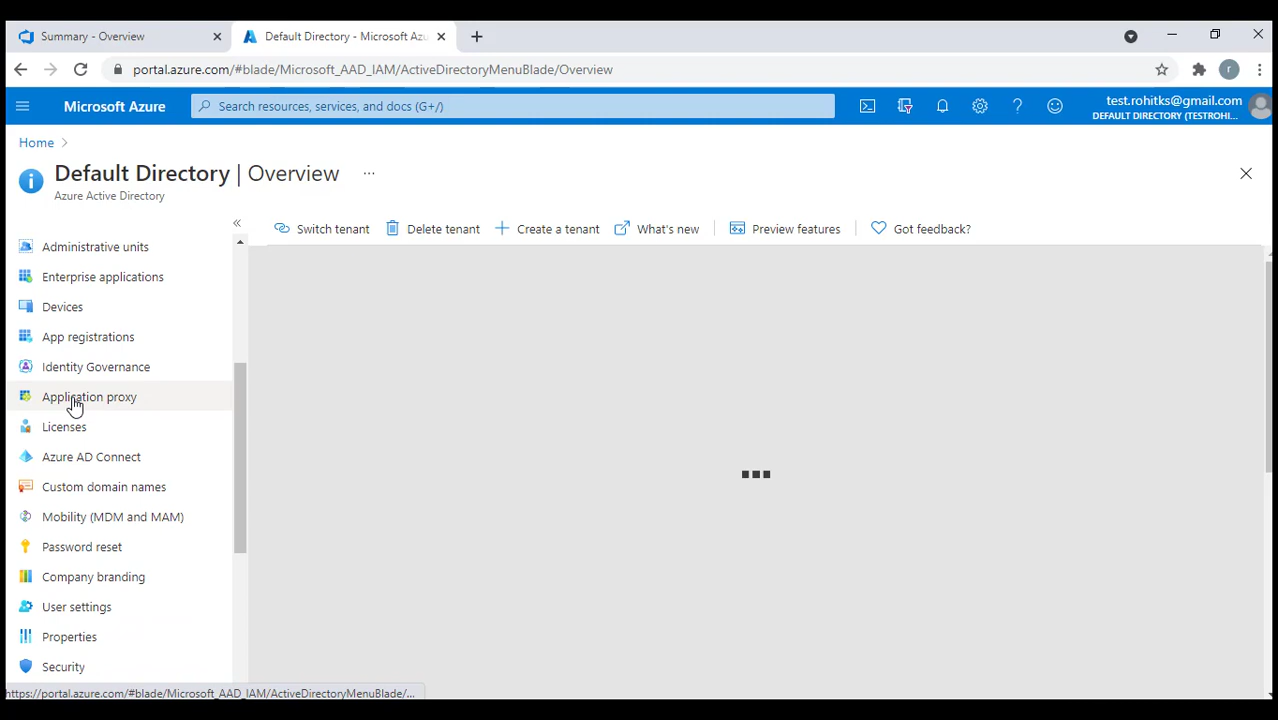 Summary - Overview
Default Directory - Microsoft Azu
portal.azure.com/#blade/Microsoft_AAD_IAM/ActiveDirectoryMenuBlade/Overview
r
Microsoft Azure
Search resources, services, and docs (G+/)
test.rohitks@gmail.com
DEFAULT DIRECTORY (TESTROHI...
Home
Default Directory | Overview
...
Azure Active Directory
Switch tenant
Delete tenant
Create a tenant
What's new
Preview features
Got feedback?
Administrative units
Enterprise applications
Devices
App registrations
Identity Governance
Application proxy
Licenses
Azure AD Connect
Custom domain names
Mobility (MDM and MAM)
Password reset
Company branding
User settings
Properties
Security
https://portal.azure.com/#blade/Microsoft_AAD_IAM/ActiveDirectoryMenuBlade/...